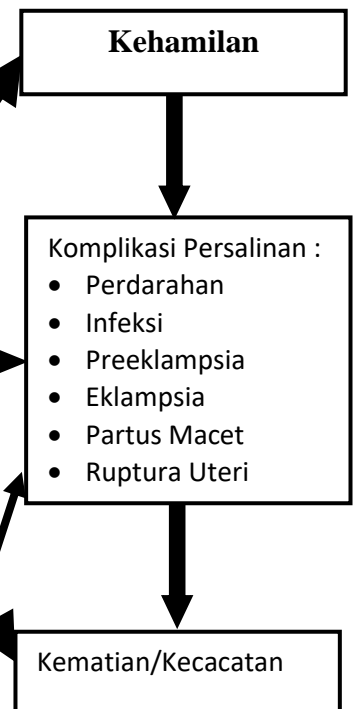 Kehamilan
Komplikasi Persalinan :
• Perdarahan
• Infeksi
• Preeklampsia
• Eklampsia
• Partus Macet
• Ruptura Uteri
Kematian/Kecacatan